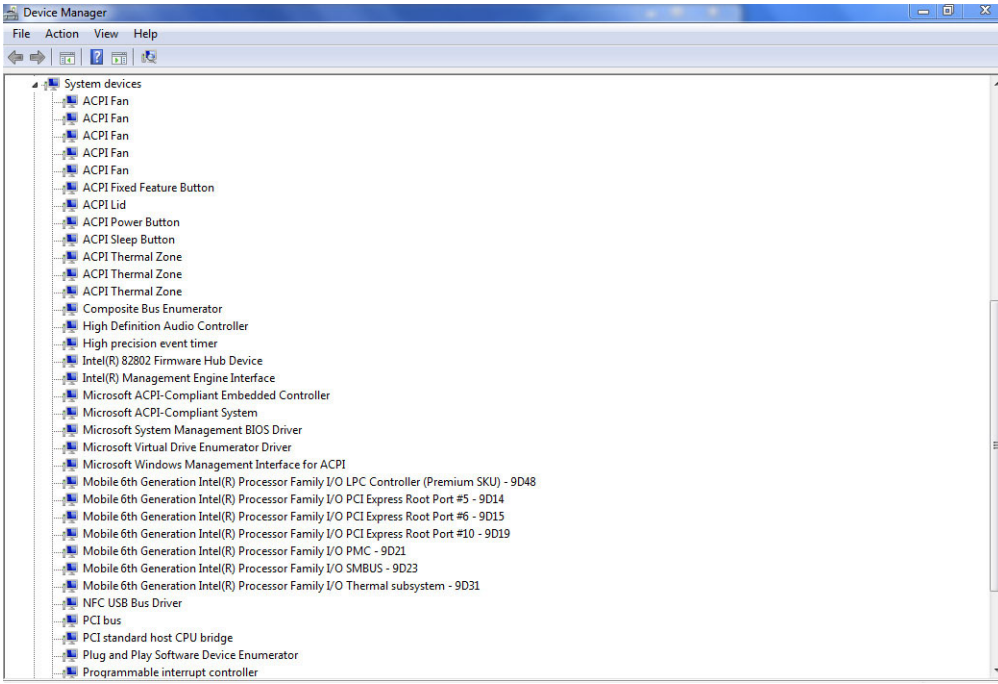 Device Manager
File Action View Help
System devices
ACPI Fan
ACPI Fan
ACPI Fan
ACPI Fan
ACPI Fan
ACPI Fixed Feature Button
ACPI Lid
ACPI Power Button
ACPI Sleep Button
ACPI Thermal Zone
ACPI Thermal Zone
ACPI Thermal Zone
Composite Bus Enumerator
High Definition Audio Controller
High precision event timer
Intel(R) 82802 Firmware Hub Device
Intel(R) Management Engine Interface
Microsoft ACPI-Compliant Embedded Controller
Microsoft ACPI-Compliant System
Microsoft System Management BIOS Driver
Microsoft Virtual Drive Enumerator Driver
Microsoft Windows Management Interface for ACPI
Mobile 6th Generation Intel(R) Processor Family I/O LPC Controller (Premium SKU) - 9D48
Mobile 6th Generation Intel(R) Processor Family I/O PCI Express Root Port #5 - 9D14
Mobile 6th Generation Intel(R) Processor Family I/O PCI Express Root Port #6 - 9D15
Mobile 6th Generation Intel(R) Processor Family I/O PCI Express Root Port #10 - 9D19
Mobile 6th Generation Intel(R) Processor Family I/O PMC - 9D21
Mobile 6th Generation Intel(R) Processor Family I/O SMBUS - 9D23
Mobile 6th Generation Intel(R) Processor Family I/O Thermal subsystem - 9D31
NFC USB Bus Driver
PCI bus
PCI standard host CPU bridge
Plug and Play Software Device Enumerator
Programmable interrupt controller